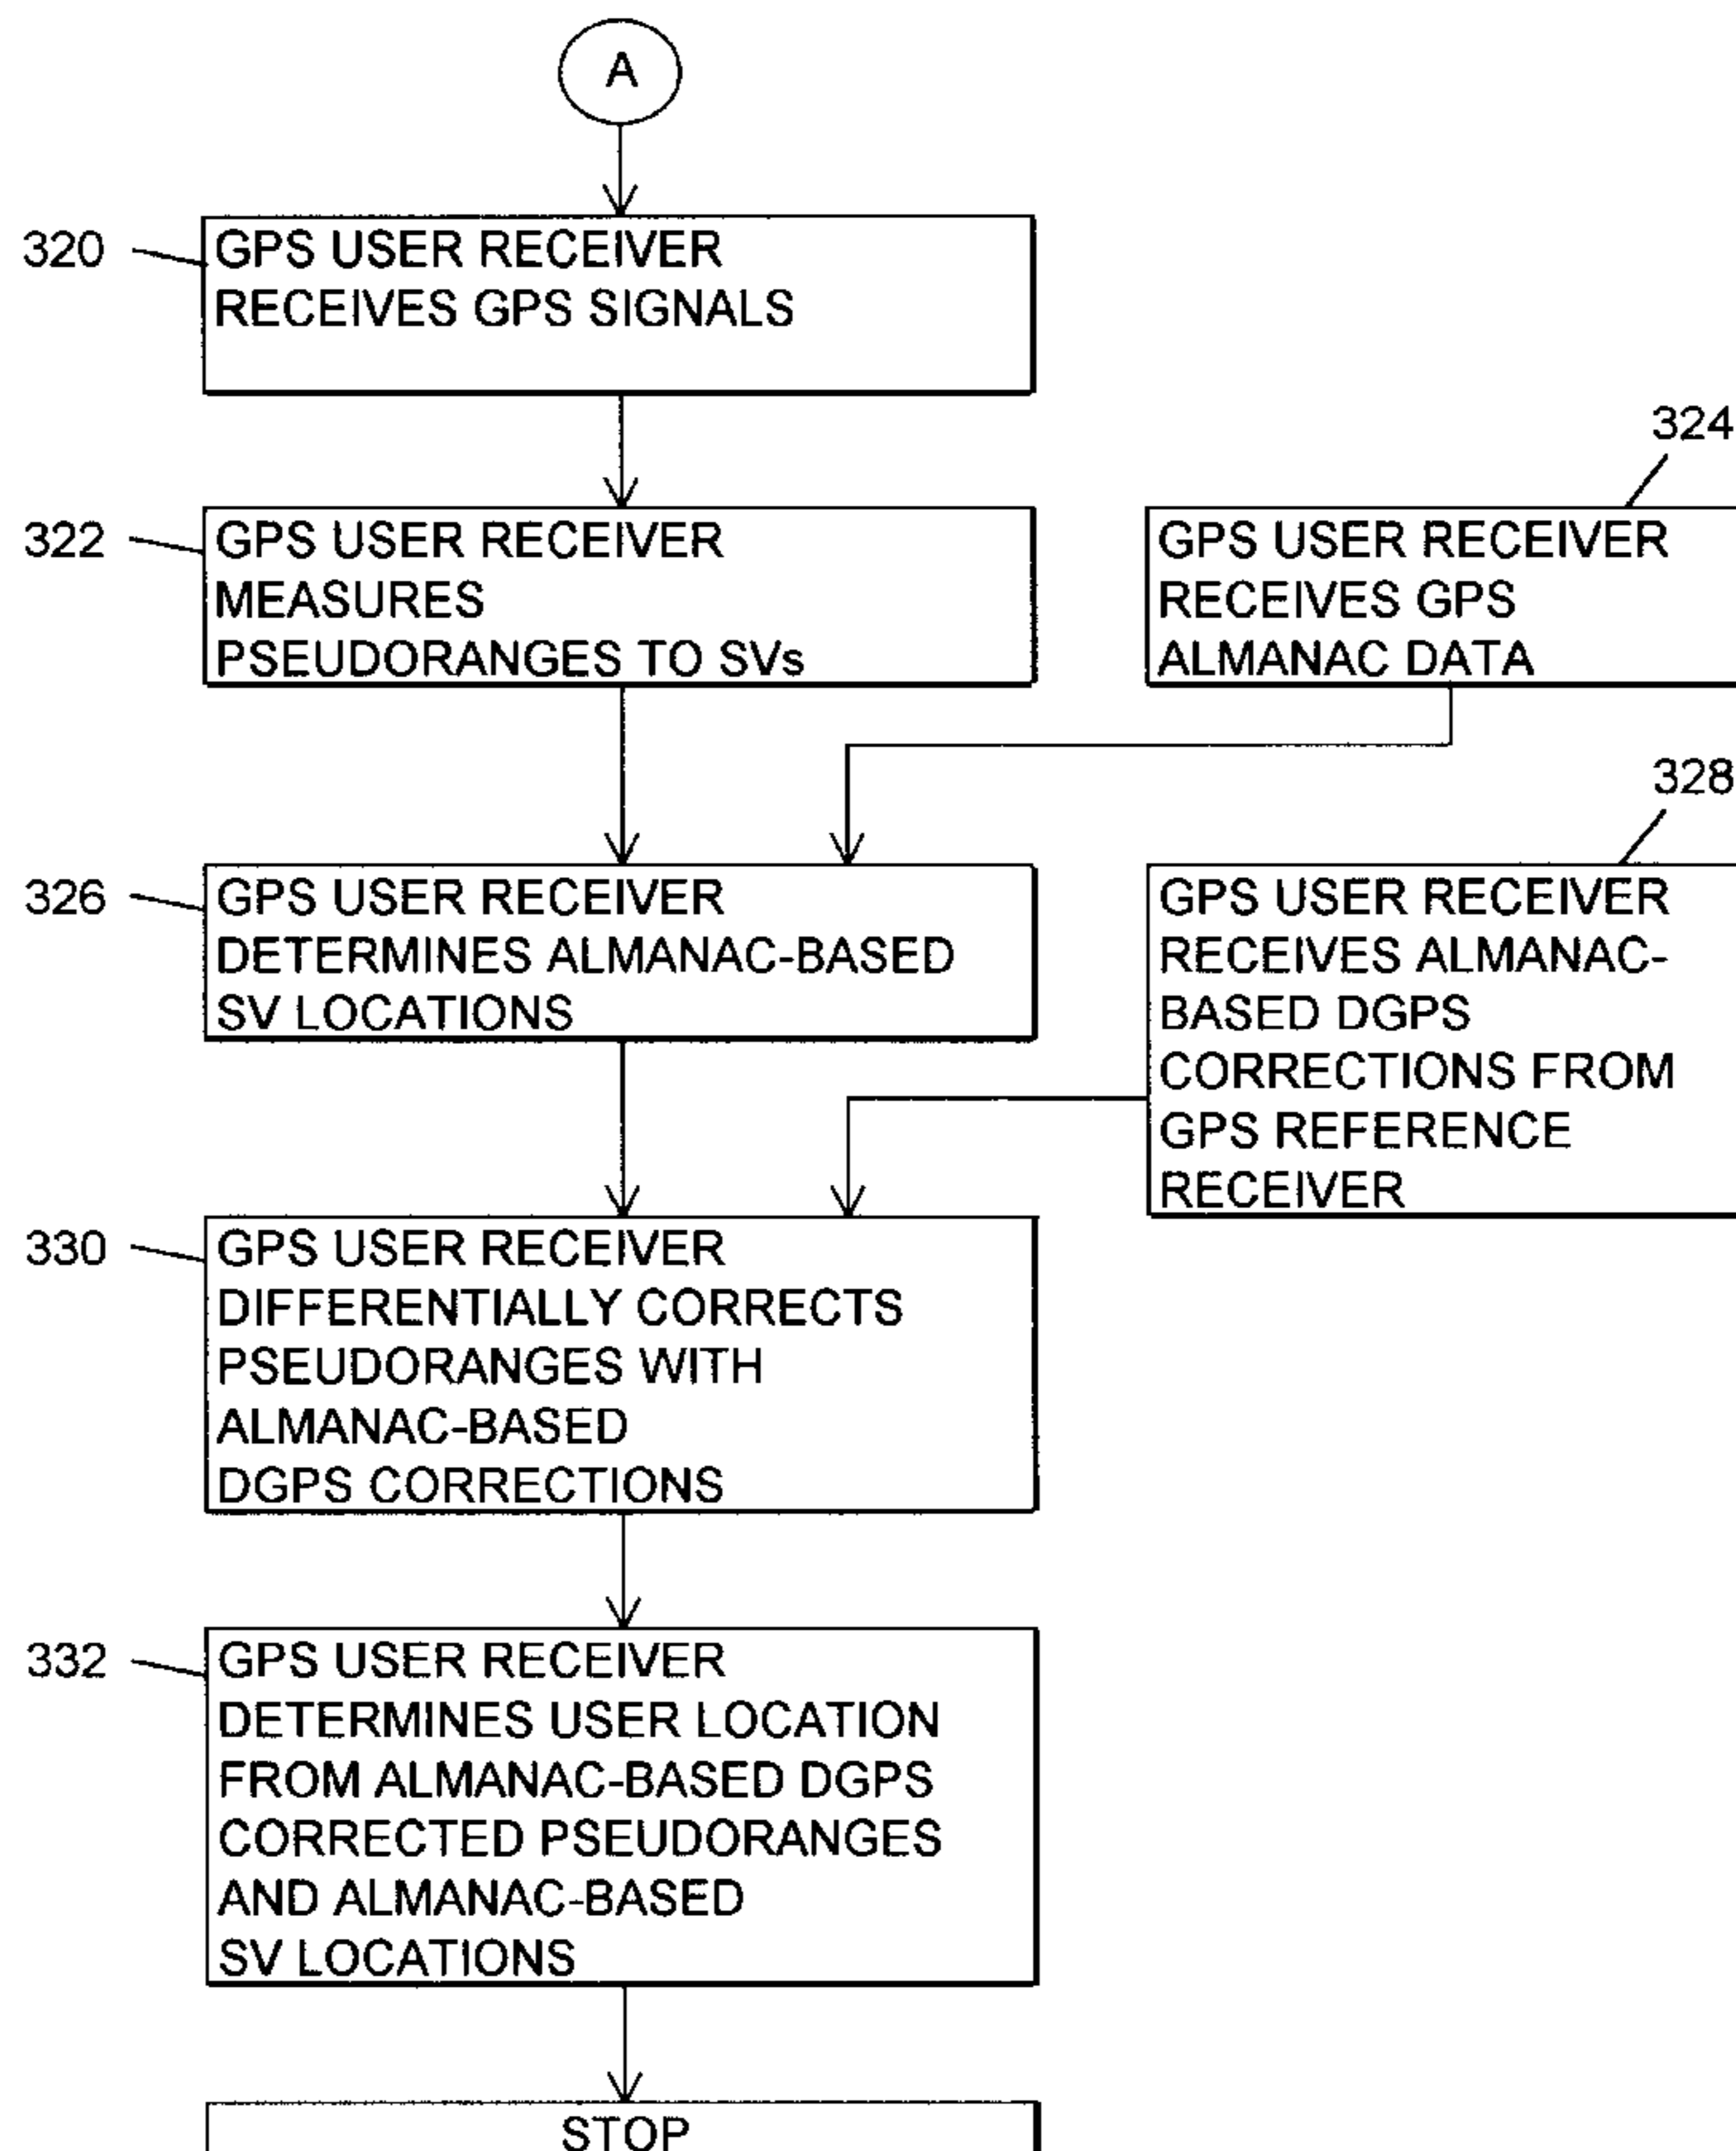 A
320
GPS USER RECEIVER
RECEIVES GPS SIGNALS
322
GPS USER RECEIVER
MEASURES
PSEUDORANGES TO SVs
324
GPS USER RECEIVER
RECEIVES GPS
ALMANAC DATA
326
GPS USER RECEIVER
DETERMINES ALMANAC-BASED
SV LOCATIONS
328
GPS USER RECEIVER
RECEIVES ALMANAC-
BASED DGPS
CORRECTIONS FROM
GPS REFERENCE
RECEIVER
330
GPS USER RECEIVER
DIFFERENTIALLY CORRECTS
PSEUDORANGES WITH
ALMANAC-BASED
DGPS CORRECTIONS
332
GPS USER RECEIVER
DETERMINES USER LOCATION
FROM ALMANAC-BASED DGPS
CORRECTED PSEUDORANGES
AND ALMANAC-BASED
SV LOCATIONS
STOP